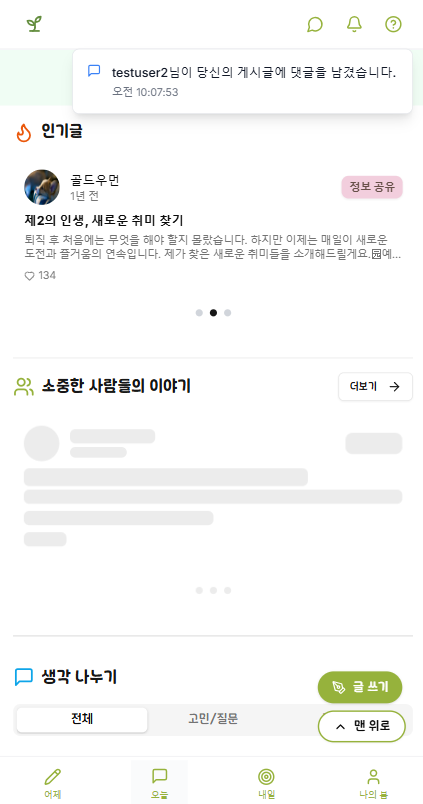 testuser2님이 당신의 게시글에 댓글을 남겼습니다.
오전 10:07:53
인기글
골드우먼
1년 전
정보 공유
제2의 인생, 새로운 취미 찾기
퇴직 후 처음에는 무엇을 해야 할지 몰랐습니다. 하지만 이제는 매일이 새로운
도전과 즐거움의 연속입니다. 제가 찾은 새로운 취미들을 소개해드릴게요.园예...
134
소중한 사람들의 이야기
더보기
생각 나누기
글 쓰기
전체
고민/질문
맨 위로
어제
오늘
내일
나의 봄